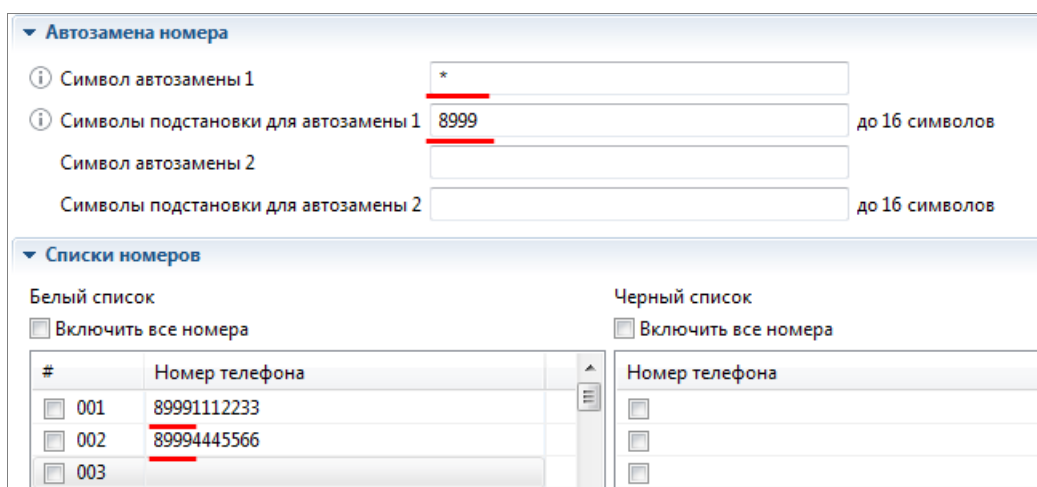 Автозамена номера
Символ автозамены 1 *
Символы подстановки для автозамены 1 8999 до 16 символов
Символ автозамены 2
Символы подстановки для автозамены 2 до 16 символов
Списки номеров
Белый список Черный список
Включить все номера Включить все номера
# Номер телефона Номер телефона
001 89991112233
002 89994445566
003